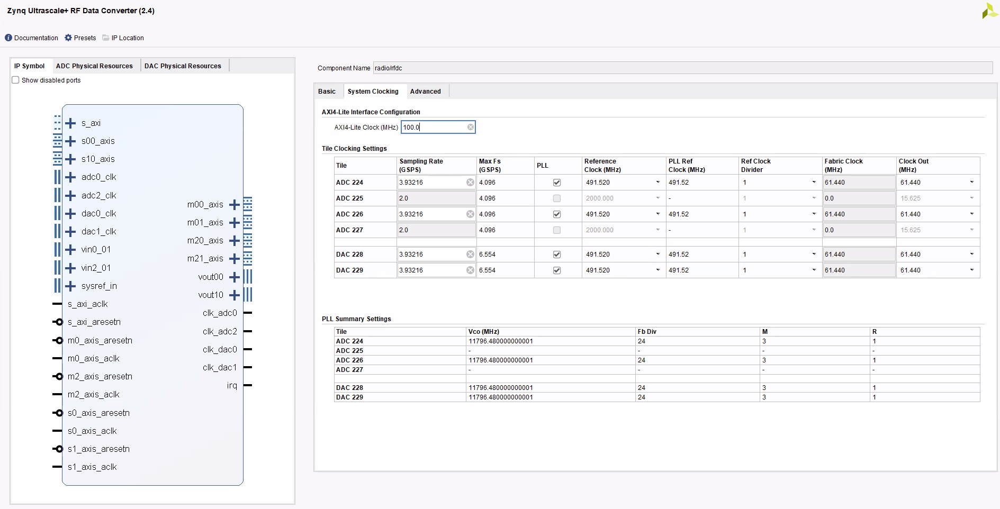 Zynq Ultrascale+ RF Data Converter (2.4)
Documentation Presets IP Location
IP Symbol ADC Physical Resources DAC Physical Resources
Show disabled ports
s_axi
s00_axis
s10_axis
adc0_clk
adc2_clk
dac0_clk
dac1_clk
vin0_01
vin2_01
sysref_in
s_axi_aclk
s_axi_aresetn
m0_axis_aresetn
m0_axis_aclk
m2_axis_aresetn
m2_axis_aclk
s0_axis_aresetn
s0_axis_aclk
s1_axis_aresetn
s1_axis_aclk
m00_axis
m01_axis
m20_axis
m21_axis
vout00
vout10
clk_adc0
clk_adc2
clk_dac0
clk_dac1
irq
Component Name radio/rfdc
Basic System Clocking Advanced
AXI4-Lite Interface Configuration
AXI4-Lite Clock (MHz) 100.0
Tile Clocking Settings
Tile Sampling Rate (GSPS) Max Fs (GSPS) PLL Reference Clock (MHz) PLL Ref Clock (MHz) Ref Clock Divider Fabric Clock (MHz) Clock Out (MHz)
ADC 224 3.93216 4.096 491.520 491.52 1 61.440 61.440
ADC 225 2.0 4.096 2000.000 - 1 0.0 15.625
ADC 226 3.93216 4.096 491.520 491.52 1 61.440 61.440
ADC 227 2.0 4.096 2000.000 - 1 0.0 15.625
DAC 228 3.93216 6.554 491.520 491.52 1 61.440 61.440
DAC 229 3.93216 6.554 491.520 491.52 1 61.440 61.440
PLL Summary Settings
Tile Vco (MHz) Fb Div M R
ADC 224 11796.480000000001 24 3 1
ADC 225 - - - -
ADC 226 11796.480000000001 24 3 1
ADC 227 - - - -
DAC 228 11796.480000000001 24 3 1
DAC 229 11796.480000000001 24 3 1